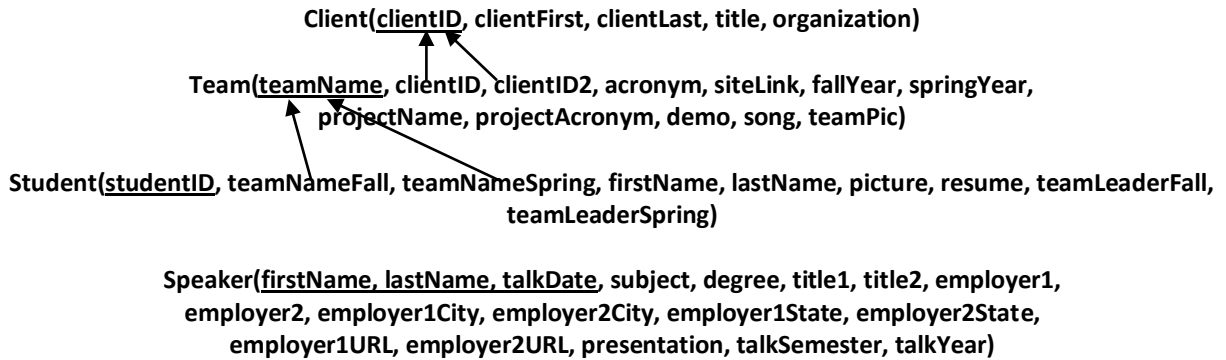 Client(clientID, clientFirst, clientLast, title, organization)
Team(teamName, clientID, clientID2, acronym, siteLink, fallYear, springYear,
projectName, projectAcronym, demo, song, teamPic)
Student(studentID, teamNameFall, teamNameSpring, firstName, lastName, picture, resume, teamLeaderFall,
teamLeaderSpring)
Speaker(firstName, lastName, talkDate, subject, degree, title1, title2, employer1,
employer2, employer1City, employer2City, employer1State, employer2State,
employer1URL, employer2URL, presentation, talkSemester, talkYear)